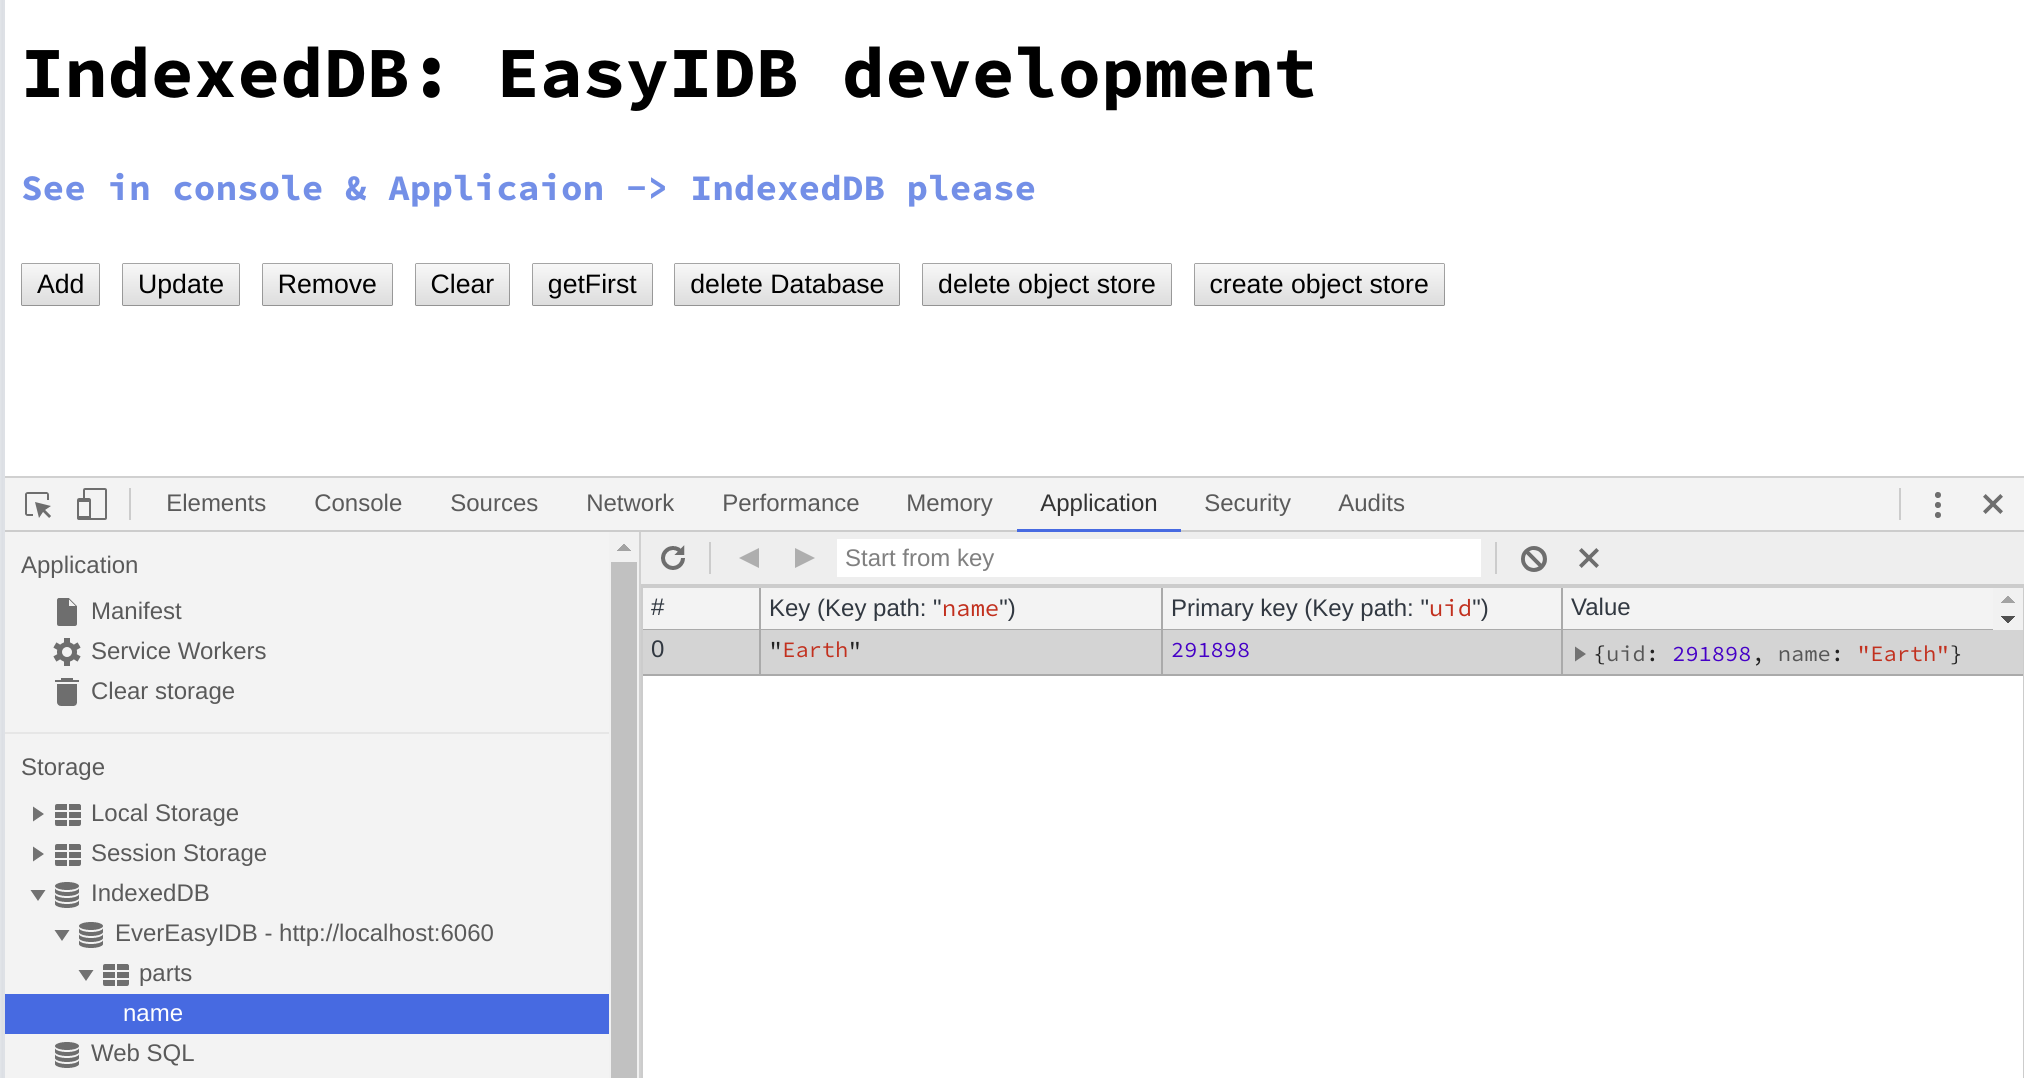 IndexedDB: EasyIDB development
See in console & Applicaion -> IndexedDB please
Add Update Remove Clear getFirst delete Database delete object store create object store
Elements Console Sources Network Performance Memory Application Security Audits
Application
Manifest
Service Workers
Clear storage
Storage
Local Storage
Session Storage
IndexedDB
EverEasyIDB - http://localhost:6060
parts
name
Web SQL
Start from key
# Key (Key path: "name") Primary key (Key path: "uid") Value
0 "Earth" 291898 {uid: 291898, name: "Earth"}